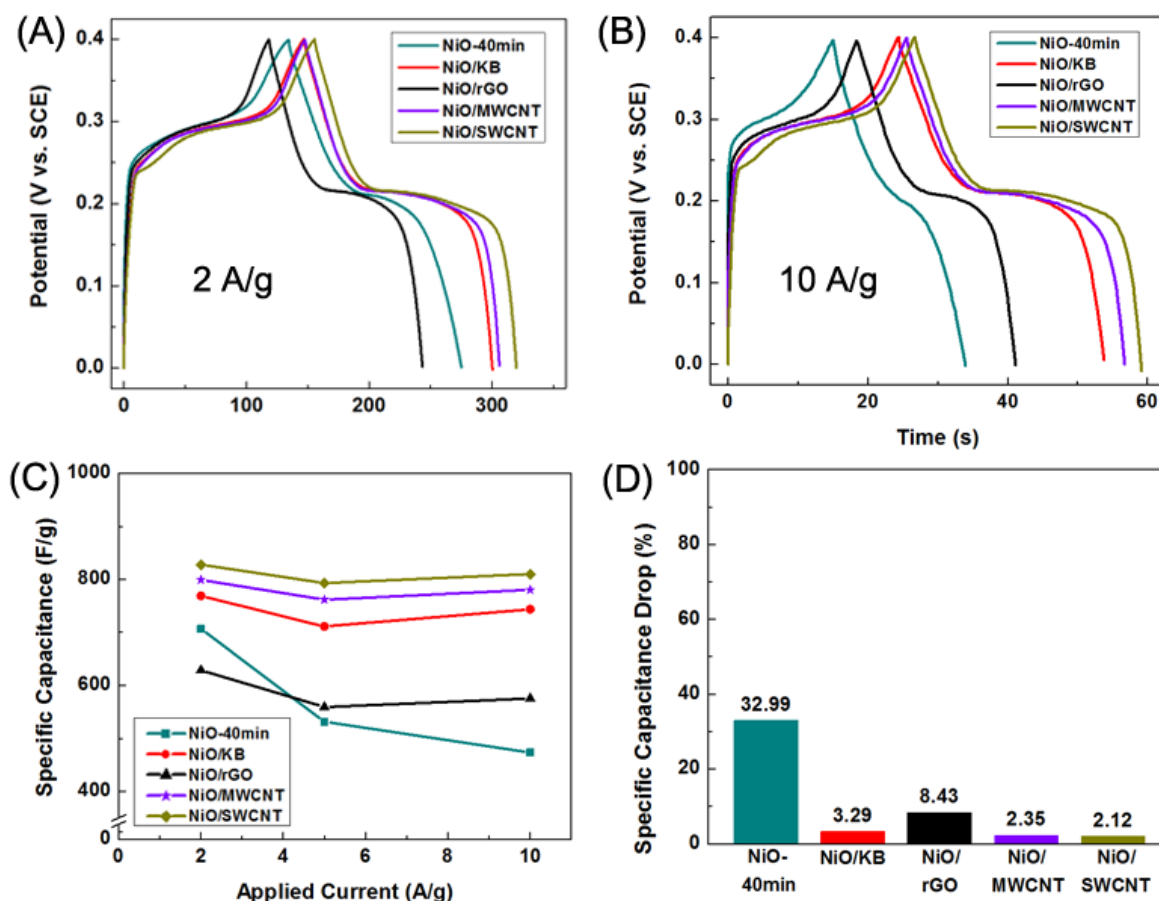 (A)
0.4
0.3
0.2
0.1
0.0
Potential (V vs. SCE)
NiO-40min
NiO/KB
NiO/rGO
NiO/MWCNT
NiO/SWCNT
2 A/g
0 100 200 300
(B)
0.4
0.3
0.2
0.1
0.0
Potential (V vs. SCE)
NiO-40min
NiO/KB
NiO/rGO
NiO/MWCNT
NiO/SWCNT
10 A/g
0 20 40 60
Time (s)
(C)
1000
800
600
400
0
Specific Capacitance (F/g)
NiO-40min
NiO/KB
NiO/rGO
NiO/MWCNT
NiO/SWCNT
0 2 4 6 8 10
Applied Current (A/g)
(D)
100
80
60
40
20
0
Specific Capacitance Drop (%)
32.99
3.29
8.43
2.35
2.12
NiO-
40min
NiO/KB
NiO/
rGO
NiO/
MWCNT
NiO/
SWCNT